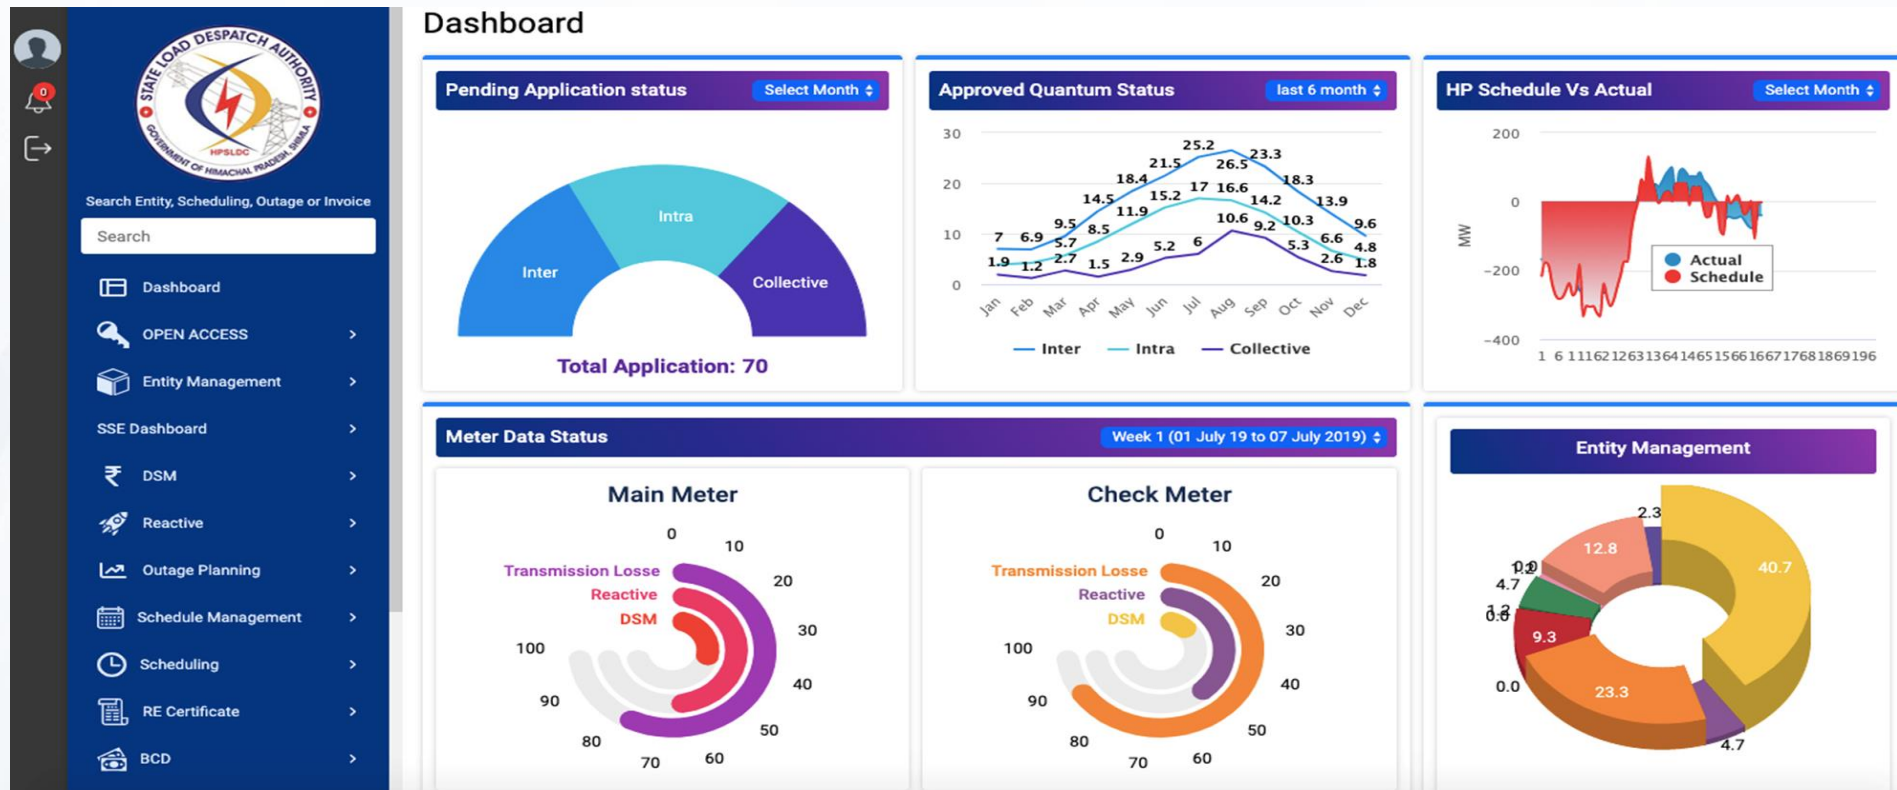 Dashboard
STATE LOAD DESPATCH AUTHORITY
GOVERNMENT OF HIMACHAL PRADESH, SHIMLA
HPSLDC
0
Search Entity, Scheduling, Outage or Invoice
Search
Dashboard
OPEN ACCESS
Entity Management
SSE Dashboard
DSM
Reactive
Outage Planning
Schedule Management
Scheduling
RE Certificate
BCD
Pending Application status
Select Month
Inter
Intra
Collective
Total Application: 70
Approved Quantum Status
last 6 month
30
20
10
0
7 6.9 9.5 14.5 18.4 21.5 25.2 26.5 23.3 18.3 13.9 9.6
5.7 8.5 11.9 15.2 17 16.6 14.2 10.3 6.6 4.8
1.9 1.2 2.7 1.5 2.9 5.2 6 10.6 9.2 5.3 2.6 1.8
Jan Feb Mar Apr May Jun Jul Aug Sep Oct Nov Dec
Inter Intra Collective
HP Schedule Vs Actual
Select Month
200
0
-200
-400
MW
Actual
Schedule
1 6 1116212631364146515661667176818691 96
Meter Data Status
Week 1 (01 July 19 to 07 July 2019)
Main Meter
Transmission Losse
Reactive
DSM
0
10
20
30
40
50
60
70
80
90
100
Check Meter
Transmission Losse
Reactive
DSM
0
10
20
30
40
50
60
70
80
90
100
Entity Management
40.7
4.7
23.3
0.0
9.3
4.7
12.8
2.3